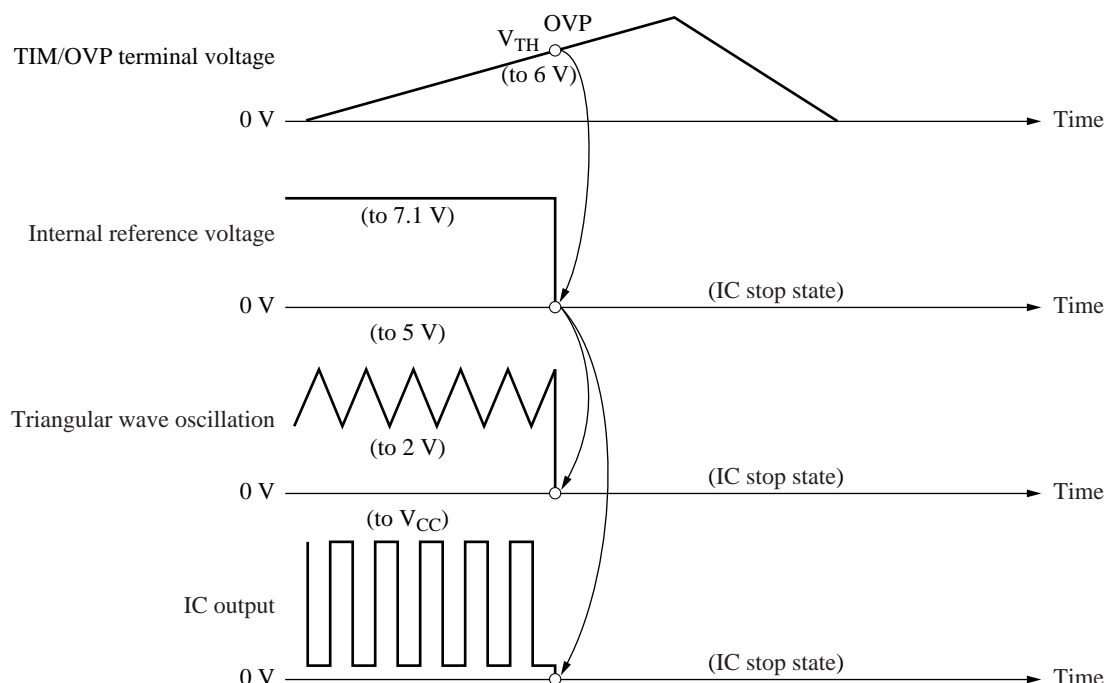 OVP
V_TH
TIM/OVP terminal voltage
(to 6 V)
0 V
Time
(to 7.1 V)
Internal reference voltage
(IC stop state)
0 V
Time
(to 5 V)
Triangular wave oscillation
(to 2 V)
(IC stop state)
0 V
Time
(to V_CC)
IC output
(IC stop state)
0 V
Time